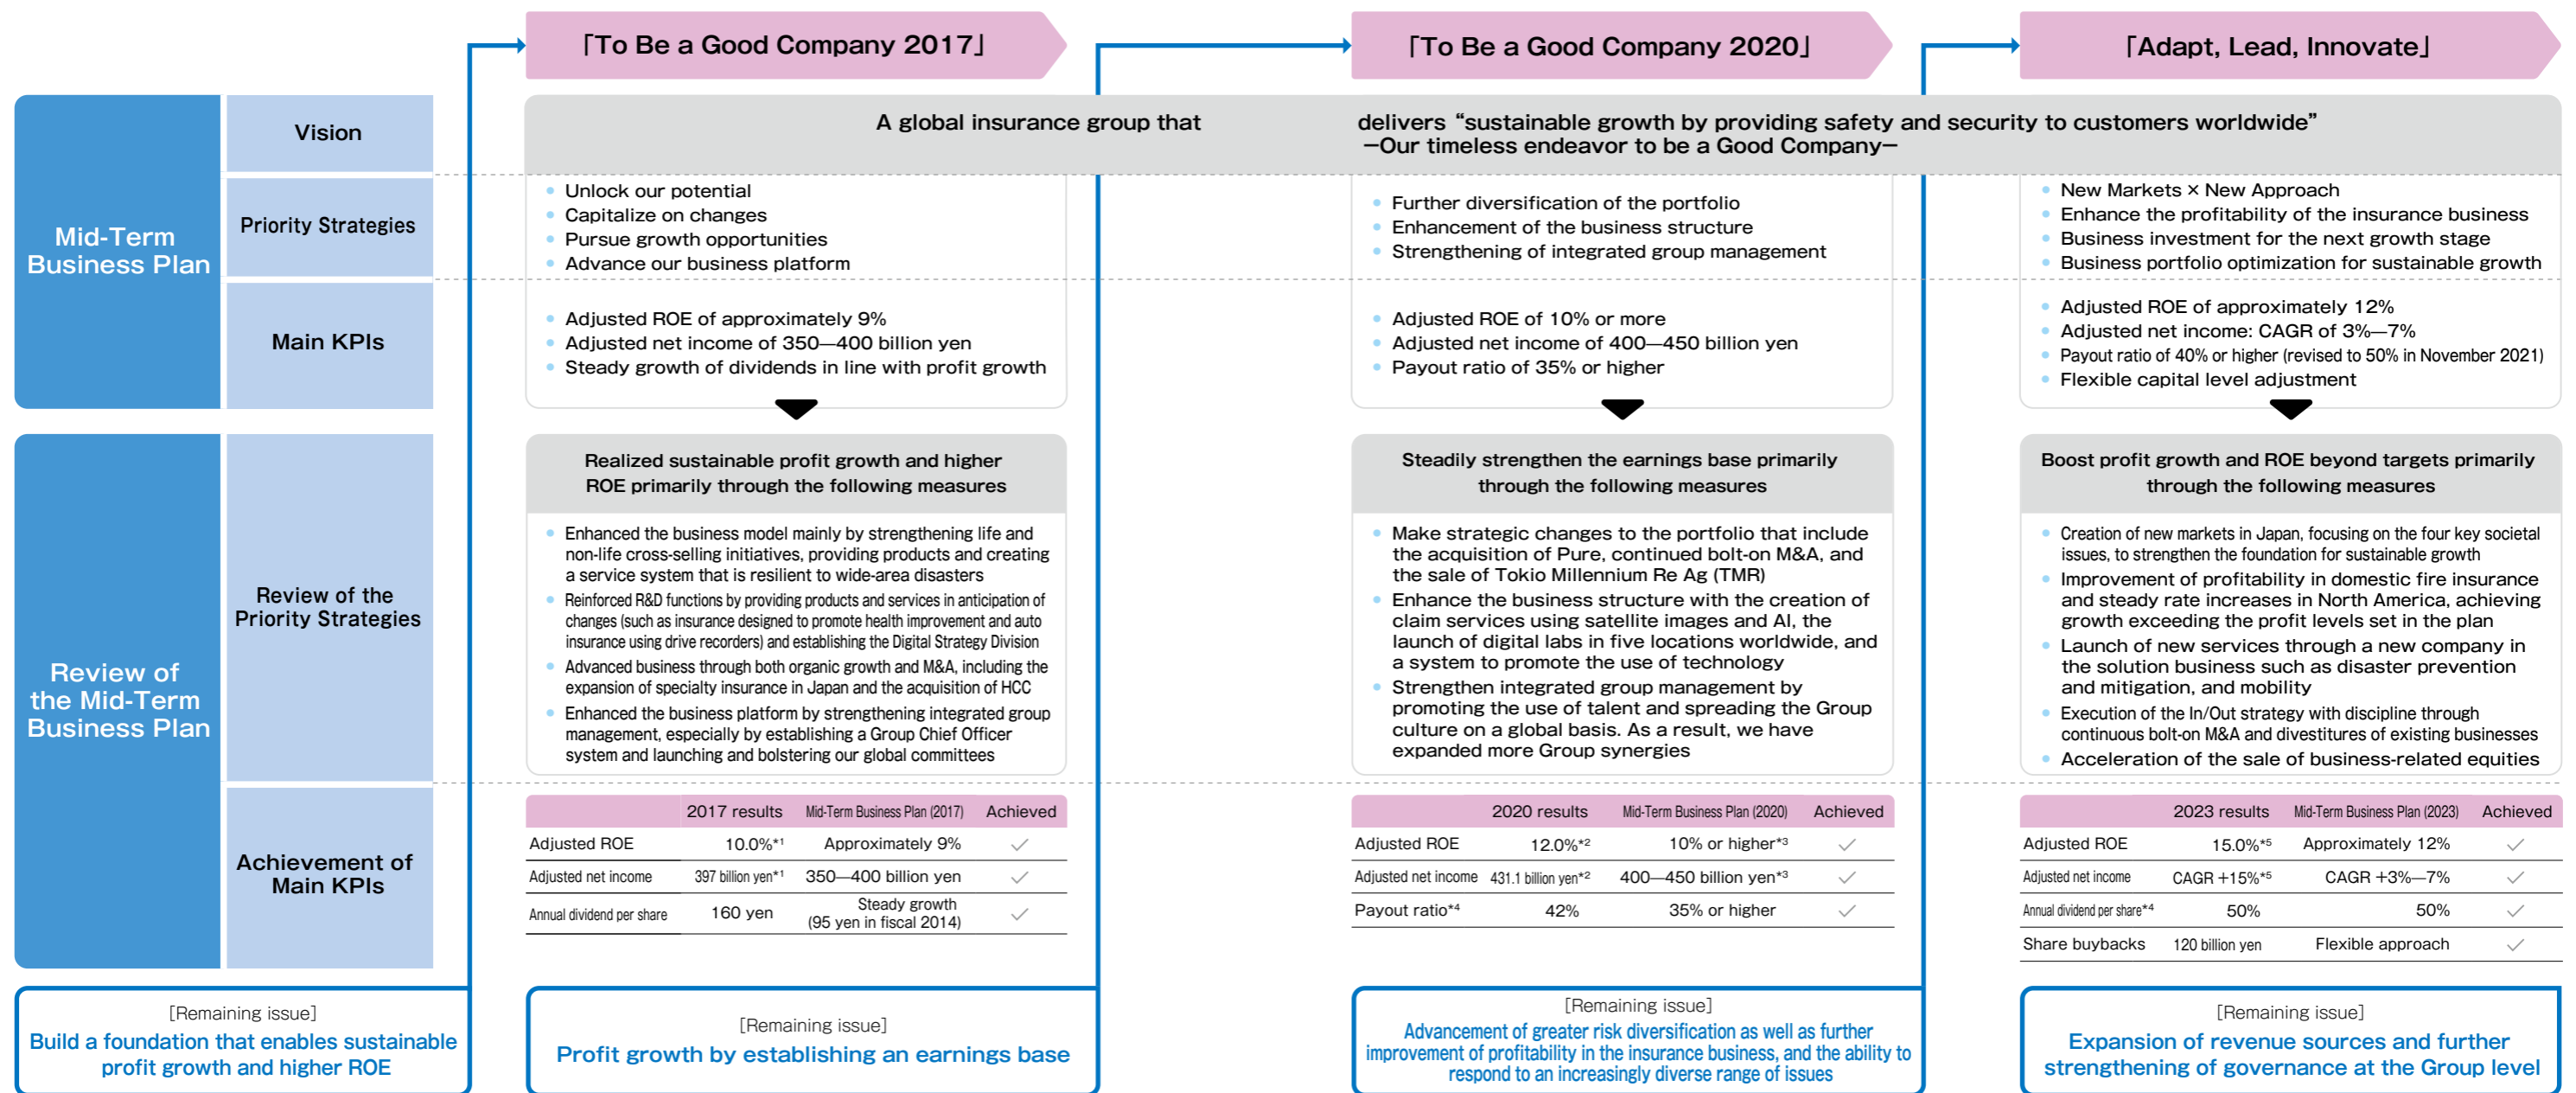 「To Be a Good Company 2017」
「To Be a Good Company 2020」
「Adapt, Lead, Innovate」
Mid-Term
Business Plan
Vision
A global insurance group that delivers “sustainable growth by providing safety and security to customers worldwide”
—Our timeless endeavor to be a Good Company—
Priority Strategies
• Unlock our potential
• Capitalize on changes
• Pursue growth opportunities
• Advance our business platform
• Further diversification of the portfolio
• Enhancement of the business structure
• Strengthening of integrated group management
• New Markets × New Approach
• Enhance the profitability of the insurance business
• Business investment for the next growth stage
• Business portfolio optimization for sustainable growth
Main KPIs
• Adjusted ROE of approximately 9%
• Adjusted net income of 350—400 billion yen
• Steady growth of dividends in line with profit growth
• Adjusted ROE of 10% or more
• Adjusted net income of 400—450 billion yen
• Payout ratio of 35% or higher
• Adjusted ROE of approximately 12%
• Adjusted net income: CAGR of 3%—7%
• Payout ratio of 40% or higher (revised to 50% in November 2021)
• Flexible capital level adjustment
Review of
the Mid-Term
Business Plan
Review of the
Priority Strategies
Realized sustainable profit growth and higher
ROE primarily through the following measures
• Enhanced the business model mainly by strengthening life and
non-life cross-selling initiatives, providing products and creating
a service system that is resilient to wide-area disasters
• Reinforced R&D functions by providing products and services in anticipation of
changes (such as insurance designed to promote health improvement and auto
insurance using drive recorders) and establishing the Digital Strategy Division
• Advanced business through both organic growth and M&A, including the
expansion of specialty insurance in Japan and the acquisition of HCC
• Enhanced the business platform by strengthening integrated group
management, especially by establishing a Group Chief Officer
system and launching and bolstering our global committees
Steadily strengthen the earnings base primarily
through the following measures
• Make strategic changes to the portfolio that include
the acquisition of Pure, continued bolt-on M&A, and
the sale of Tokio Millennium Re Ag (TMR)
• Enhance the business structure with the creation of
claim services using satellite images and AI, the
launch of digital labs in five locations worldwide, and
a system to promote the use of technology
• Strengthen integrated group management by
promoting the use of talent and spreading the Group
culture on a global basis. As a result, we have
expanded more Group synergies
Boost profit growth and ROE beyond targets primarily
through the following measures
• Creation of new markets in Japan, focusing on the four key societal
issues, to strengthen the foundation for sustainable growth
• Improvement of profitability in domestic fire insurance
and steady rate increases in North America, achieving
growth exceeding the profit levels set in the plan
• Launch of new services through a new company in
the solution business such as disaster prevention
and mitigation, and mobility
• Execution of the In/Out strategy with discipline through
continuous bolt-on M&A and divestitures of existing businesses
• Acceleration of the sale of business-related equities
Achievement of
Main KPIs
2017 results Mid-Term Business Plan (2017) Achieved
Adjusted ROE 10.0%*1 Approximately 9% ✓
Adjusted net income 397 billion yen*1 350—400 billion yen ✓
Annual dividend per share 160 yen Steady growth
(95 yen in fiscal 2014) ✓
2020 results Mid-Term Business Plan (2020) Achieved
Adjusted ROE 12.0%*2 10% or higher*3 ✓
Adjusted net income 431.1 billion yen*2 400—450 billion yen*3 ✓
Payout ratio*4 42% 35% or higher ✓
2023 results Mid-Term Business Plan (2023) Achieved
Adjusted ROE 15.0%*5 Approximately 12% ✓
Adjusted net income CAGR +15%*5 CAGR +3%—7% ✓
Annual dividend per share*4 50% 50% ✓
Share buybacks 120 billion yen Flexible approach ✓
[Remaining issue]
Build a foundation that enables sustainable
profit growth and higher ROE
[Remaining issue]
Profit growth by establishing an earnings base
[Remaining issue]
Advancement of greater risk diversification as well as further
improvement of profitability in the insurance business, and the ability to
respond to an increasingly diverse range of issues
[Remaining issue]
Expansion of revenue sources and further
strengthening of governance at the Group level